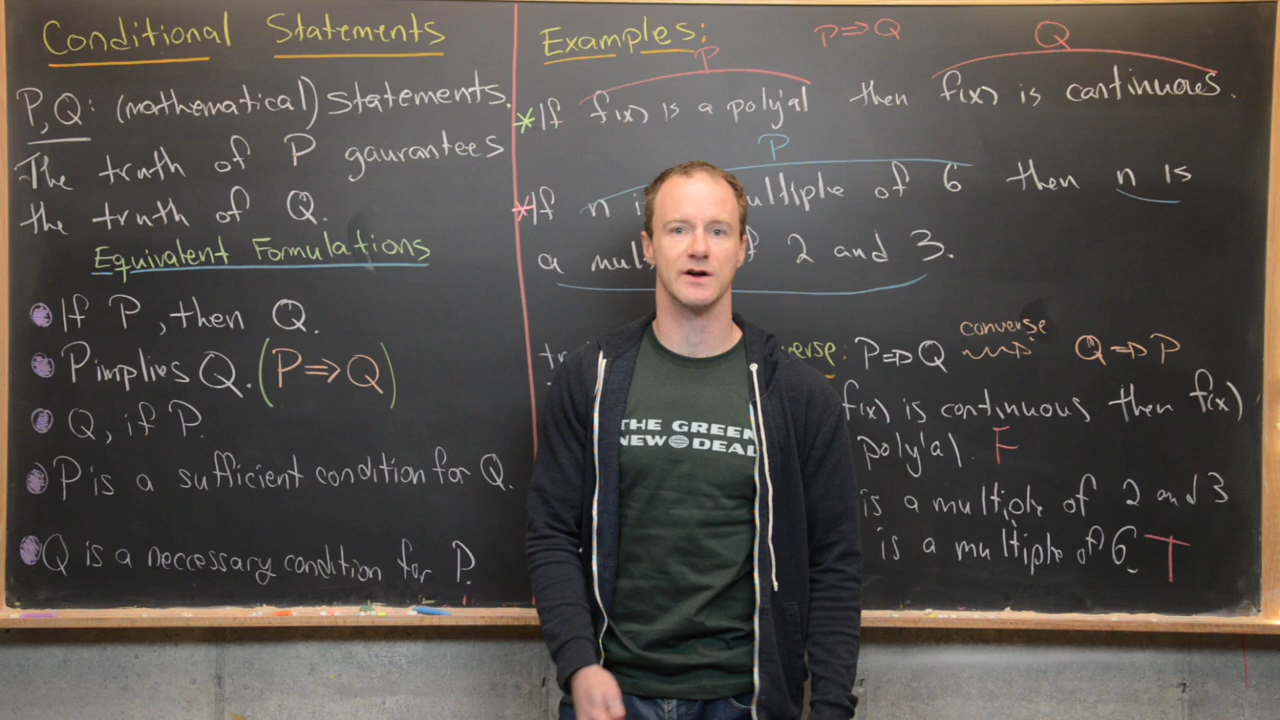 Conditional Statements
P,Q: (mathematical) statements.
The truth of P gaurantees
the truth of Q.
Equivalent Formulations
If P, then Q.
P implies Q. (P⇒Q)
Q, if P.
P is a sufficient condition for Q.
Q is a neccessary condition for P.
Examples: P⇒Q
P Q
*If f(x) is a poly'al then f(x) is continuous.
P
*If n of 6 then n is
a 2 and 3.
P⇒Q converse Q⇒P
f(x) is continuous then f(x)
poly'al. F
is a multiple of 2 and 3
is a multiple of 6 T
THE GREEN
NEW DEAL